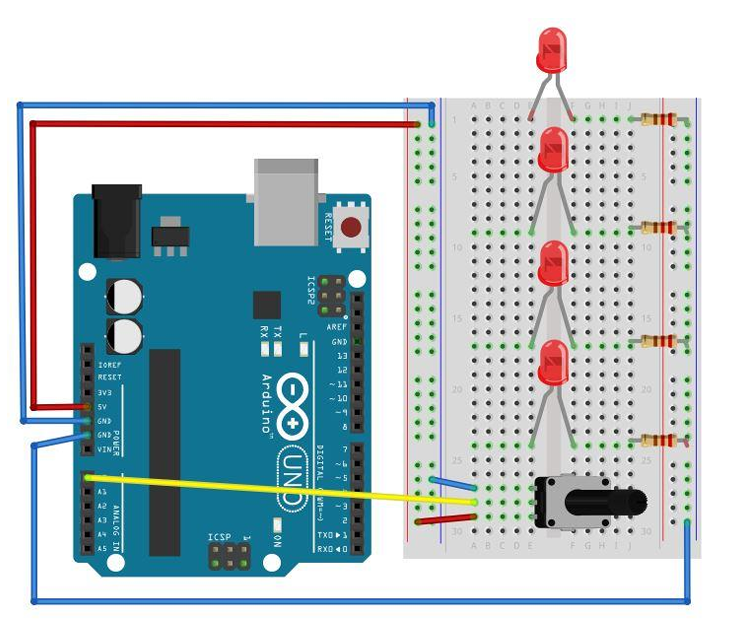 A B C D E F G H I J
1 1
5 5
10 10
15 15
20 20
25 25
30 30
A B C D E F G H I J
RESET
ICSP2
AREF
GND
13
12
~11
~10
~9
8
7
~6
~5
~3
2
TX0▶1
RX0◀0
DIGITAL (PWM=~)
IOREF
RESET
3V3
5V
GND
GND
VIN
POWER
A1
A2
A3
A4
A5
ANALOG IN
RX
TX
L
Arduino™
UNO
ON
ICSP
1